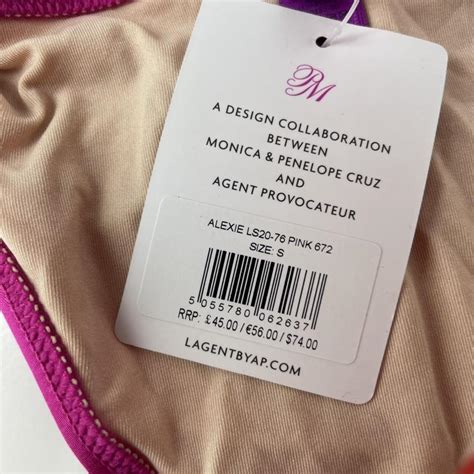 PM
A DESIGN COLLABORATION
BETWEEN
MONICA & PENELOPE CRUZ
AND
AGENT PROVOCATEUR
ALEXIE LS20-76 PINK 672
SIZE: S
5 055780 062637
RRP: £45.00 / €56.00 / $74.00
LAGENTBYAP.COM